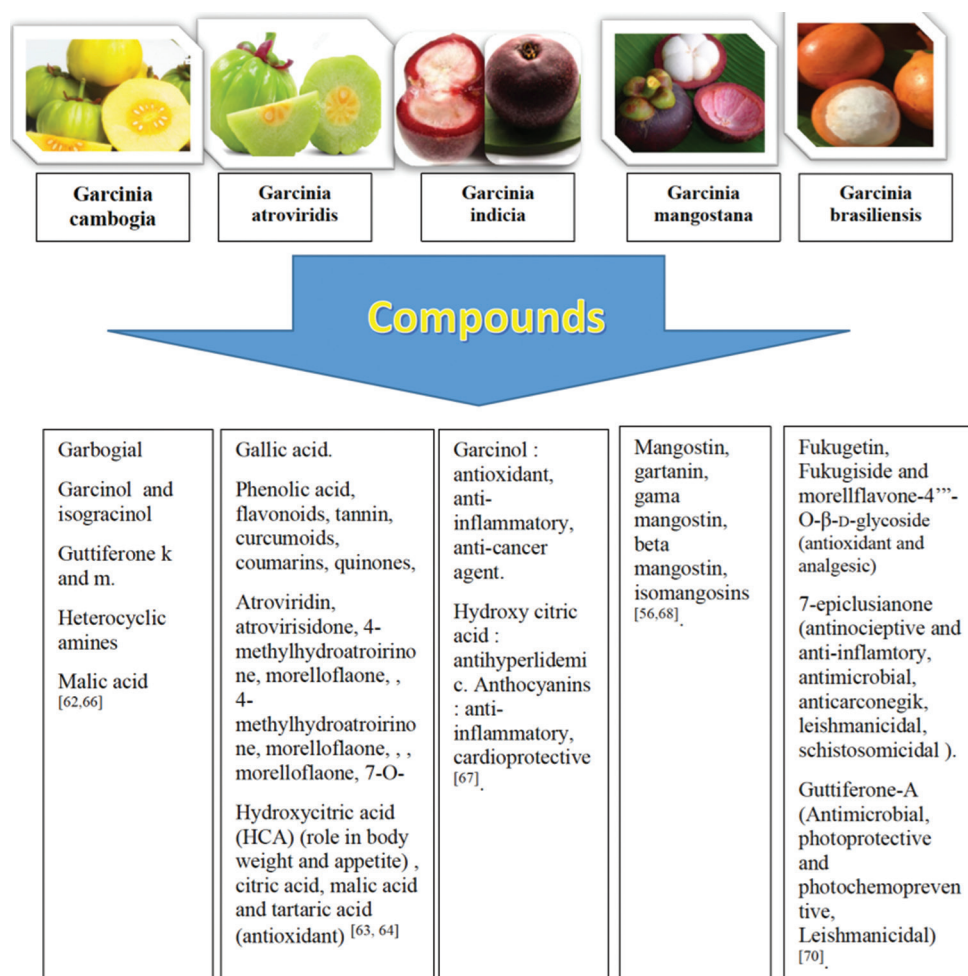 Garcinia
cambogia
Garcinia
atroviridis
Garcinia
indicia
Garcinia
mangostana
Garcinia
brasiliensis
Compounds
Garbogial
Garcinol and
isogracinol
Guttiferone k
and m.
Heterocyclic
amines
Malic acid
[62,66]
Gallic acid.
Phenolic acid,
flavonoids, tannin,
curcumoids,
coumarins, quinones,
Atroviridin,
atrovirisidone, 4-
methylhydroatroirino
ne, morelloflaone, ,
4-
methylhydroatroirino
ne, morelloflaone, , ,
morelloflaone, 7-O-
Hydroxycitric acid
(HCA) (role in body
weight and appetite) ,
citric acid, malic acid
and tartaric acid
(antioxidant) [63, 64]
Garcinol :
antioxidant,
anti-
inflammatory,
anti-cancer
agent.
Hydroxy citric
acid :
antihyperlidemi
c. Anthocyanins
: anti-
inflammatory,
cardioprotective
[67].
Mangostin,
gartanin,
gama
mangostin,
beta
mangostin,
isomangosins
[56,68].
Fukugetin,
Fukugiside and
morellflavone-4”’-
O-β-D-glycoside
(antioxidant and
analgesic)
7-epiclusianone
(antinocieptive and
anti-inflamtory,
antimicrobial,
anticarconegik,
leishmanicidal,
schistosomicidal ).
Guttiferone-A
(Antimicrobial,
photoprotective
and
photochemopreven
tive,
Leishmanicidal)
[70].